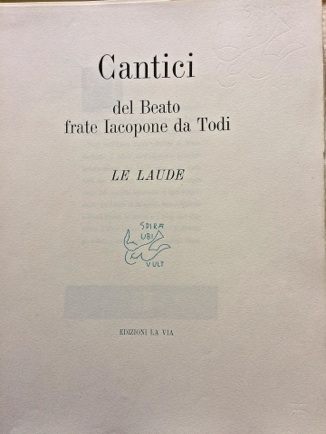 Cantici
del Beato
frate Iacopone da Todi
LE LAUDE
SPIRA
UBI
VULT
EDIZIONI LA VIA